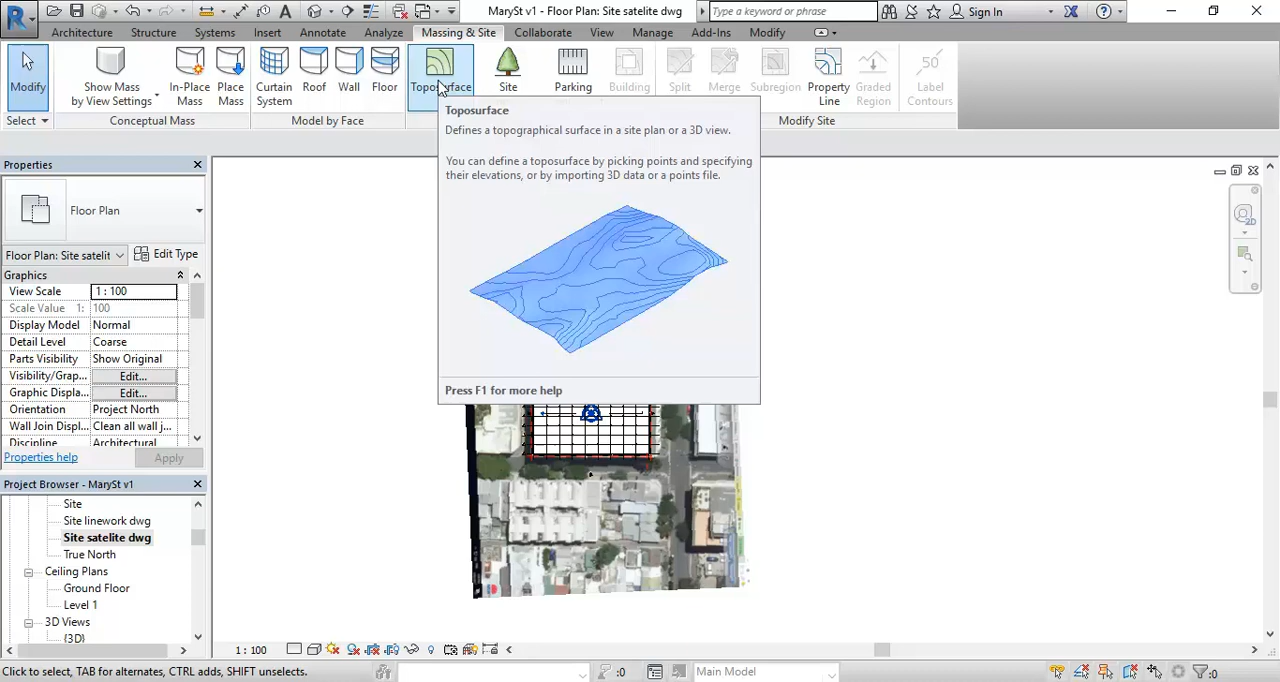 MarySt v1 - Floor Plan: Site satelite dwg
Type a keyword or phrase
Sign In
Architecture Structure Systems Insert Annotate Analyze Massing & Site Collaborate View Manage Add-Ins Modify
Modify
Show Mass
by View Settings
In-Place
Mass
Place
Mass
Curtain
System
Roof
Wall
Floor
Toposurface
Site
Parking
Building
Split
Merge
Subregion
Property
Line
Graded
Region
50
Label
Contours
Select
Conceptual Mass
Model by Face
Modify Site
Toposurface
Defines a topographical surface in a site plan or a 3D view.
You can define a toposurface by picking points and specifying
their elevations, or by importing 3D data or a points file.
Press F1 for more help
Properties
Floor Plan
Floor Plan: Site satelit
Edit Type
Graphics
View Scale 1 : 100
Scale Value 1: 100
Display Model Normal
Detail Level Coarse
Parts Visibility Show Original
Visibility/Grap... Edit...
Graphic Displa... Edit...
Orientation Project North
Wall Join Displ... Clean all wall j...
Discipline Architectural
Properties help
Apply
Project Browser - MarySt v1
Site
Site linework dwg
Site satelite dwg
True North
Ceiling Plans
Ground Floor
Level 1
3D Views
{3D}
2D
1 : 100
Click to select, TAB for alternates, CTRL adds, SHIFT unselects.
:0
Main Model
:0